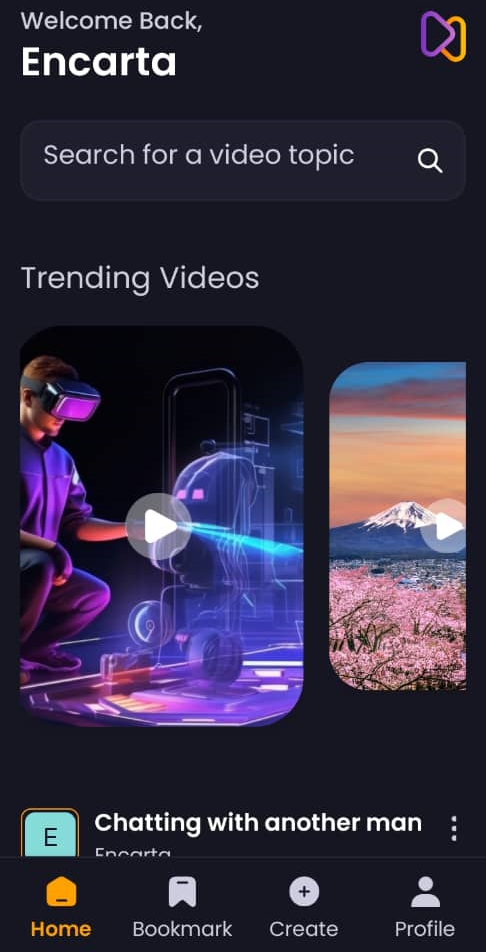 Welcome Back,
Encarta
Search for a video topic
Trending Videos
E
Chatting with another man
Encarta
Home
Bookmark
Create
Profile